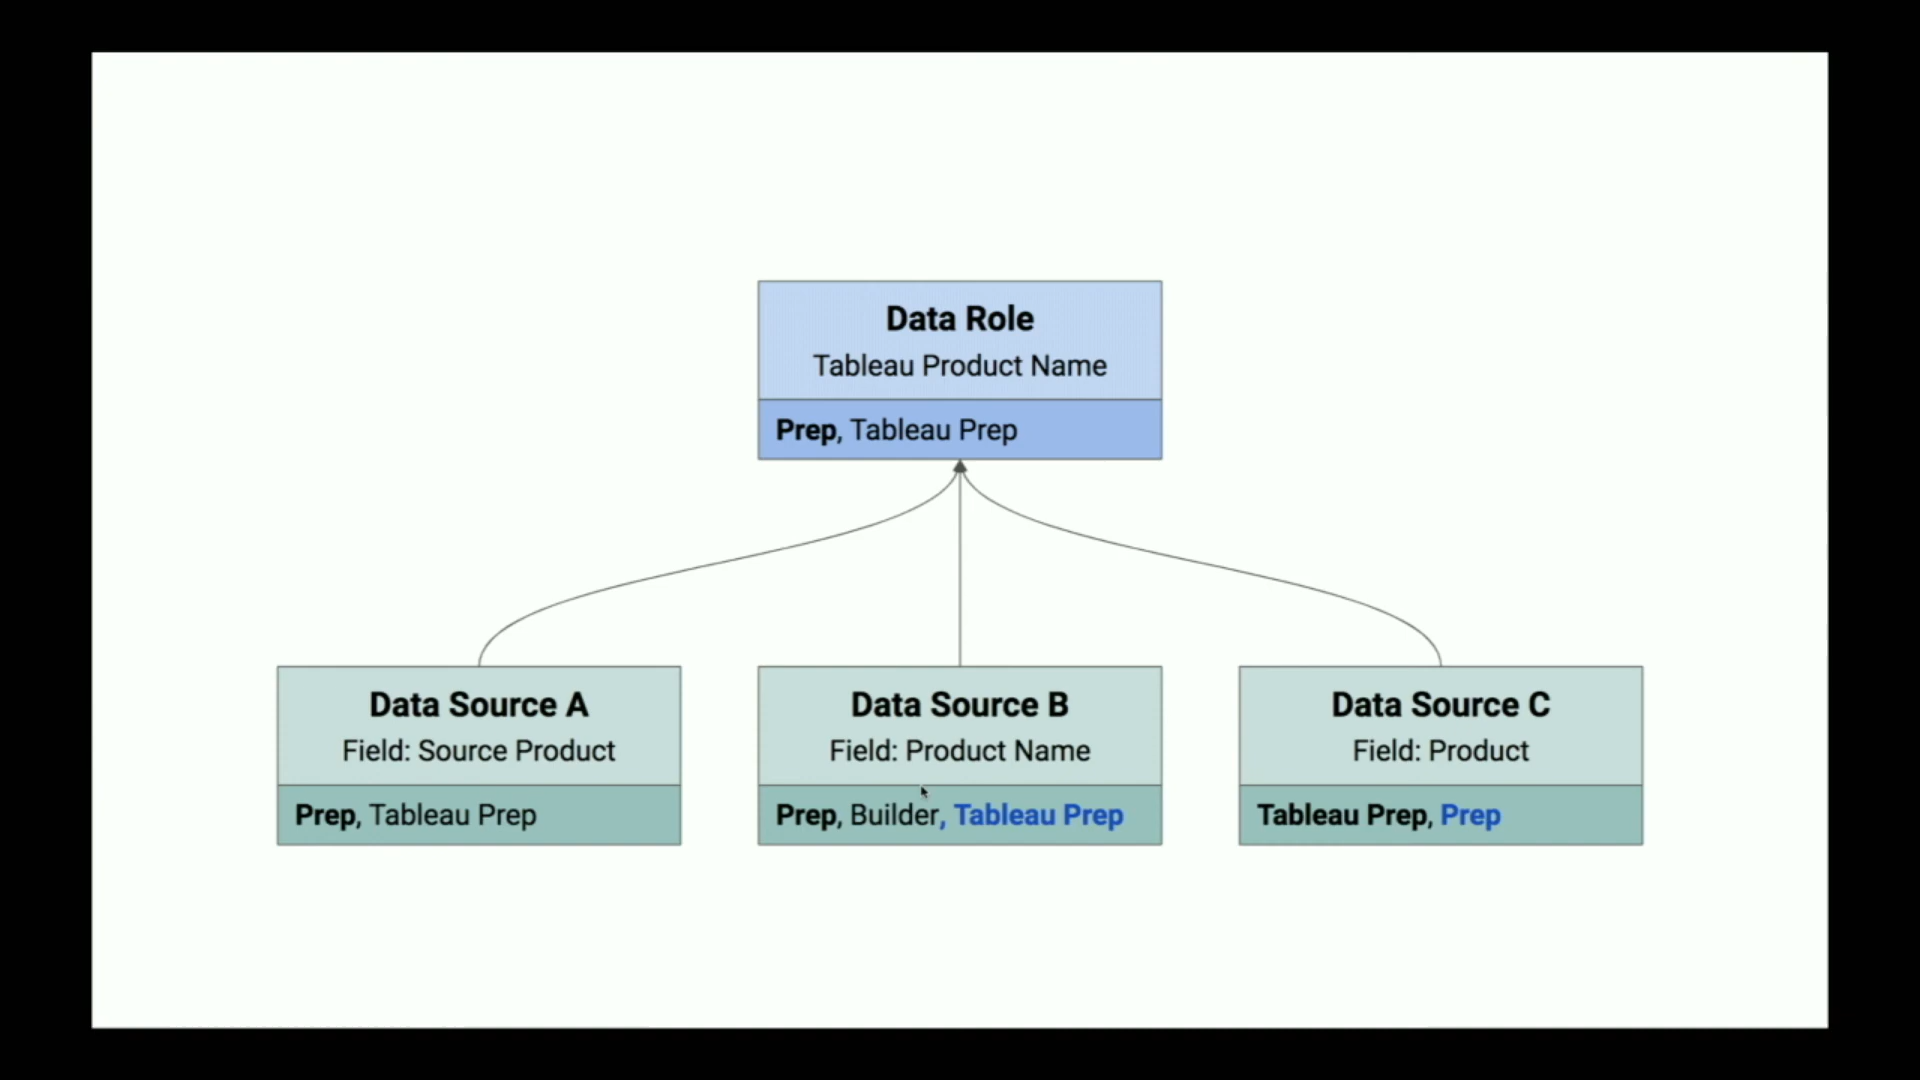 Data Role
Tableau Product Name
Prep, Tableau Prep
Data Source A
Field: Source Product
Prep, Tableau Prep
Data Source B
Field: Product Name
Prep, Builder, Tableau Prep
Data Source C
Field: Product
Tableau Prep, Prep